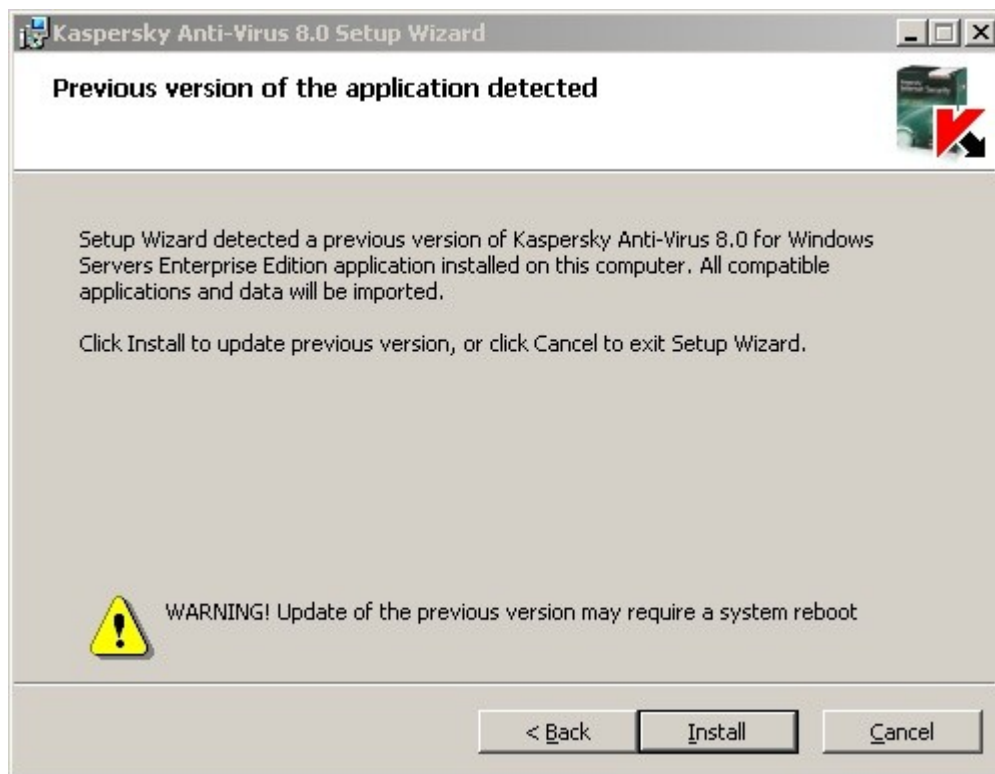 Kaspersky Anti-Virus 8.0 Setup Wizard
Previous version of the application detected
Setup Wizard detected a previous version of Kaspersky Anti-Virus 8.0 for Windows
Servers Enterprise Edition application installed on this computer. All compatible
applications and data will be imported.
Click Install to update previous version, or click Cancel to exit Setup Wizard.
WARNING! Update of the previous version may require a system reboot
< Back
Install
Cancel